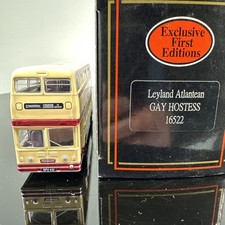 Exclusive
First
Editions
Leyland Atlantean
GAY HOSTESS
16522